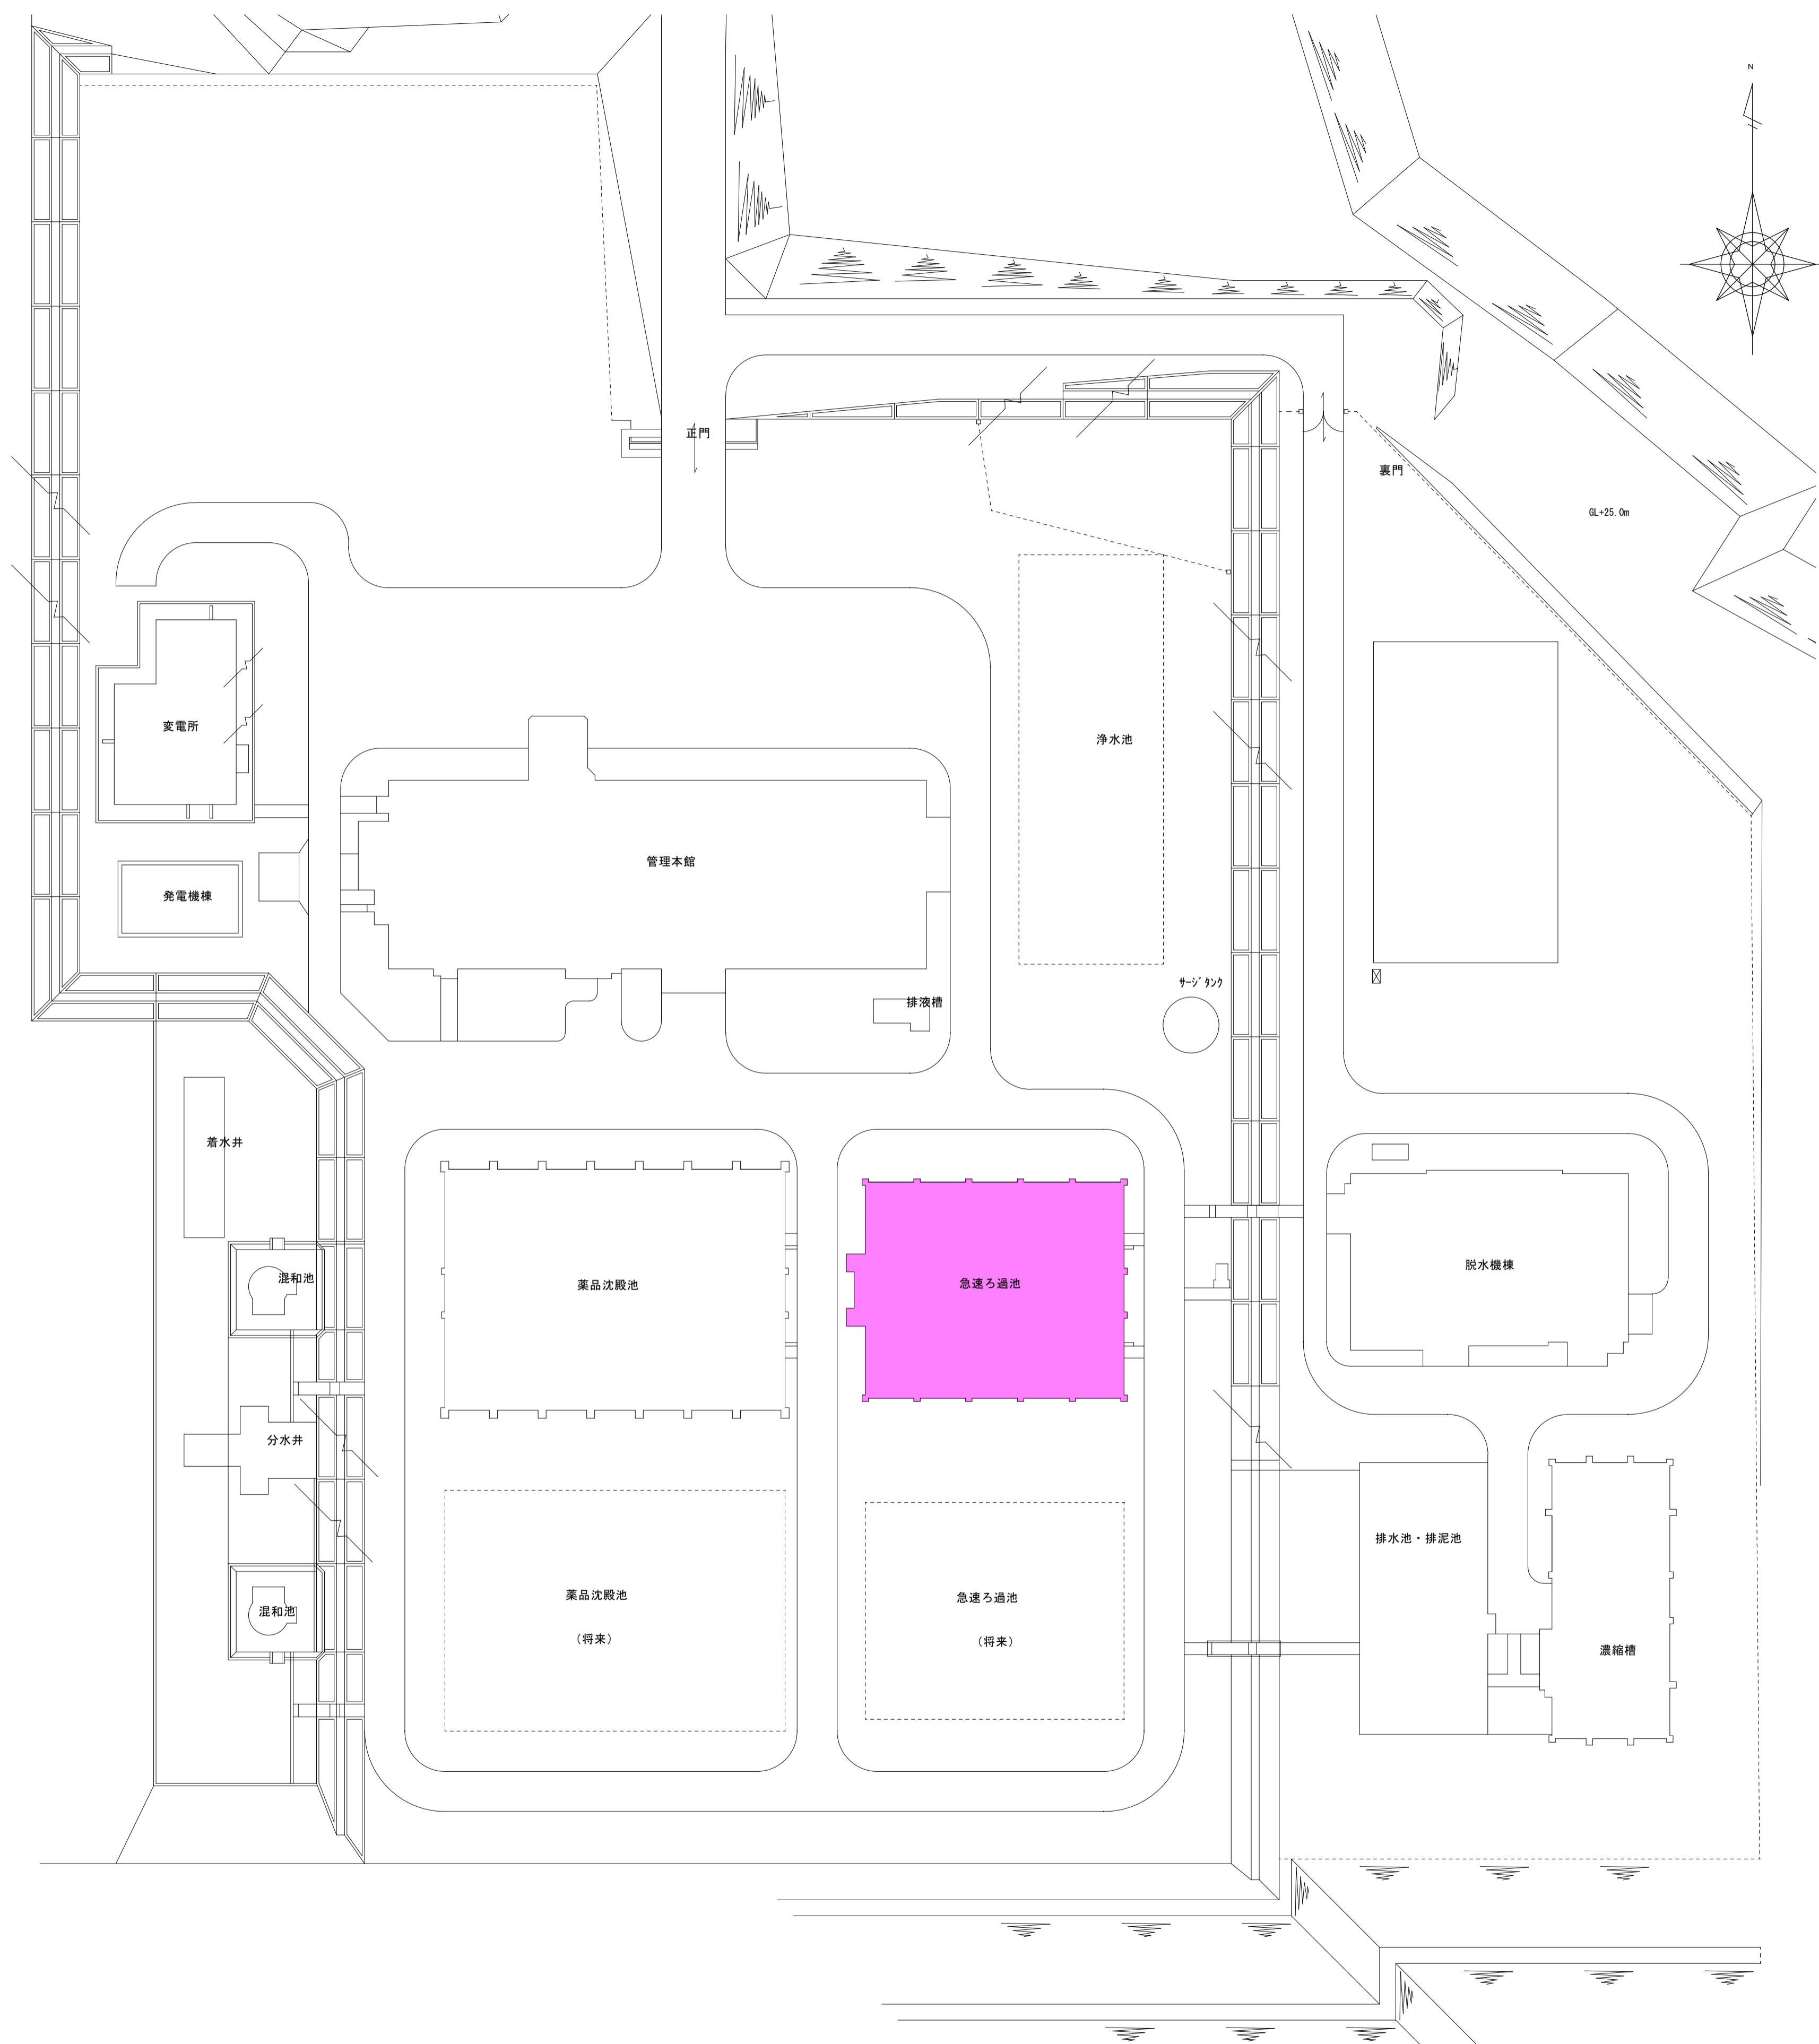 N
正門
裏門
GL+25.0m
変電所
浄水池
管理本館
発電機棟
サージタンク
排液槽
着水井
混和池
薬品沈殿池
急速ろ過池
脱水機棟
分水井
排水池・排泥池
薬品沈殿池
(将来)
急速ろ過池
(将来)
混和池
濃縮槽